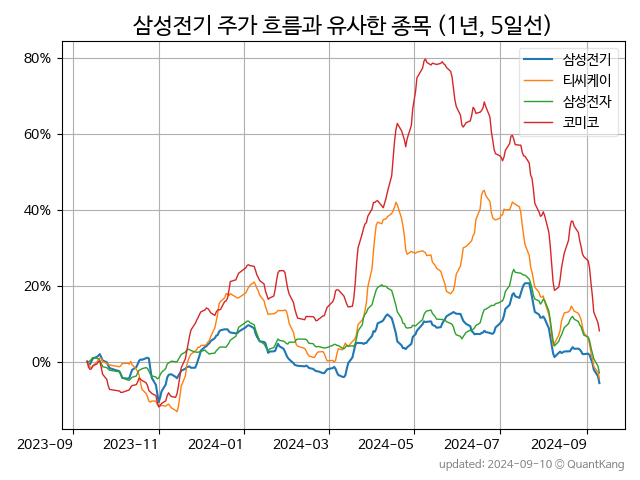 삼성전기 주가 흐름과 유사한 종목 (1년, 5일선)
삼성전기
티씨케이
삼성전자
코미코
80%
60%
40%
20%
0%
2023-09
2023-11
2024-01
2024-03
2024-05
2024-07
2024-09
updated: 2024-09-10 © QuantKang